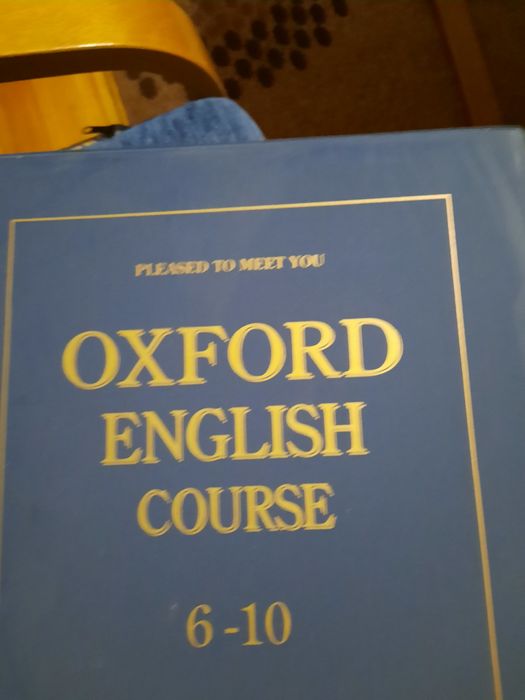 PLEASED TO MEET YOU
OXFORD
ENGLISH
COURSE
6-10